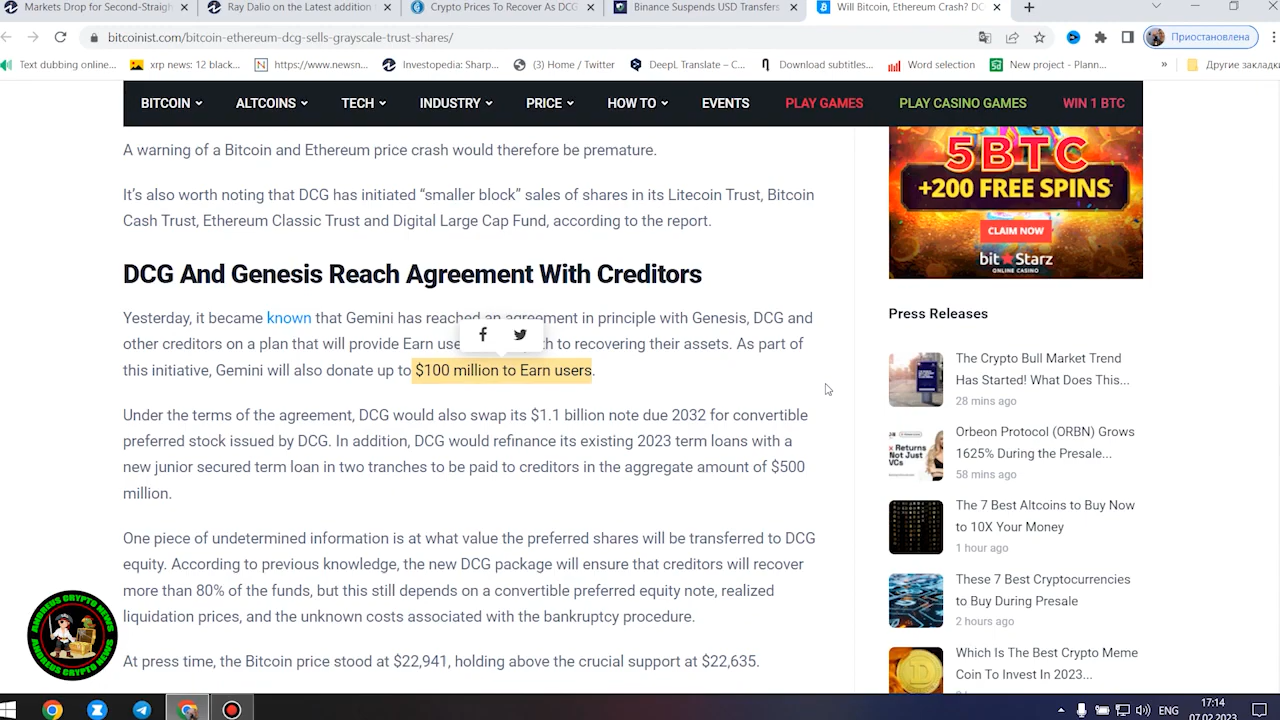 Markets Drop for Second-Straigh
Ray Dalio on the Latest addition
Crypto Prices To Recover As DCG
Binance Suspends USD Transfers
Will Bitcoin, Ethereum Crash? DC
bitcoinist.com/bitcoin-ethereum-dcg-sells-grayscale-trust-shares/
Приостановлена
Text dubbing online...
xrp news: 12 black...
https://www.newsn...
Investopedia: Sharp...
(3) Home / Twitter
DeepL Translate – C...
Download subtitles...
Word selection
New project - Plann...
»
Другие закладки
BITCOIN
ALTCOINS
TECH
INDUSTRY
PRICE
HOW TO
EVENTS
PLAY GAMES
PLAY CASINO GAMES
WIN 1 BTC
A warning of a Bitcoin and Ethereum price crash would therefore be premature.
It's also worth noting that DCG has initiated “smaller block” sales of shares in its Litecoin Trust, Bitcoin
Cash Trust, Ethereum Classic Trust and Digital Large Cap Fund, according to the report.
DCG And Genesis Reach Agreement With Creditors
Yesterday, it became known that Gemini has reached an agreement in principle with Genesis, DCG and
other creditors on a plan that will provide Earn use th to recovering their assets. As part of
this initiative, Gemini will also donate up to $100 million to Earn users.
Under the terms of the agreement, DCG would also swap its $1.1 billion note due 2032 for convertible
preferred stock issued by DCG. In addition, DCG would refinance its existing 2023 term loans with a
new junior secured term loan in two tranches to be paid to creditors in the aggregate amount of $500
million.
One piece of indetermined information is at what value the preferred shares will be transferred to DCG
equity. According to previous knowledge, the new DCG package will ensure that creditors will recover
more than 80% of the funds, but this still depends on a convertible preferred equity note, realized
liquidation prices, and the unknown costs associated with the bankruptcy procedure.
At press time, the Bitcoin price stood at $22,941, holding above the crucial support at $22,635.
5BTC
+200 FREE SPINS
CLAIM NOW
bitStarz
ONLINE CASINO
Press Releases
The Crypto Bull Market Trend
Has Started! What Does This...
28 mins ago
Returns
Not Just
VCs
Orbeon Protocol (ORBN) Grows
1625% During the Presale...
58 mins ago
The 7 Best Altcoins to Buy Now
to 10X Your Money
1 hour ago
These 7 Best Cryptocurrencies
to Buy During Presale
2 hours ago
Which Is The Best Crypto Meme
Coin To Invest In 2023...
ANDREUS CRYPTO NEWS
ANDREUS CRYPTO NEWS
ENG
17:14
07.02.2023